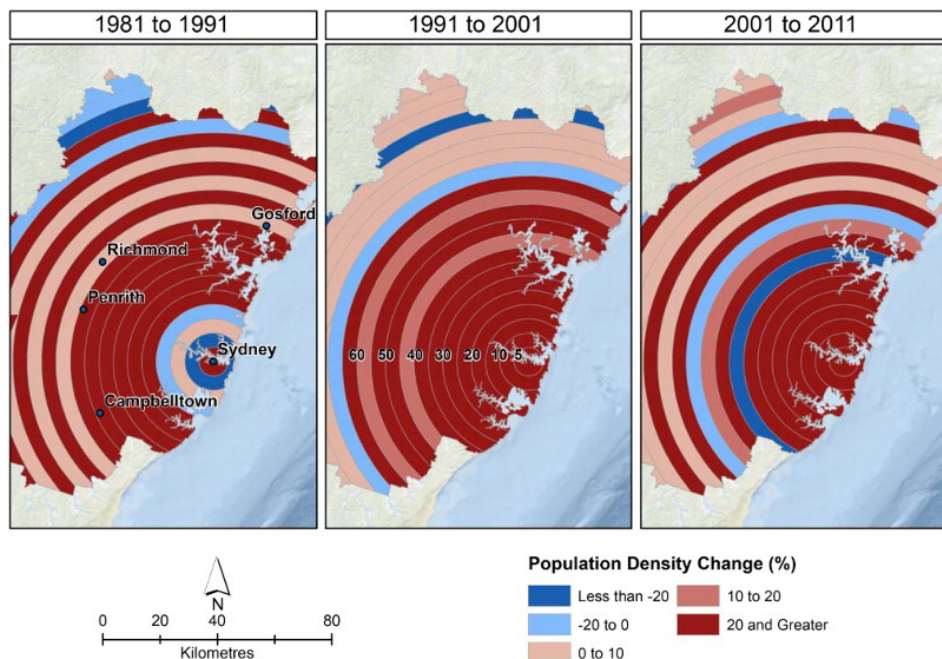 1981 to 1991
1991 to 2001
2001 to 2011
Gosford
Richmond
Penrith
Sydney
Campbelltown
60 50 40 30 20 10 5
N
0 20 40 60 80
Kilometres
Population Density Change (%)
Less than -20
-20 to 0
0 to 10
10 to 20
20 and Greater